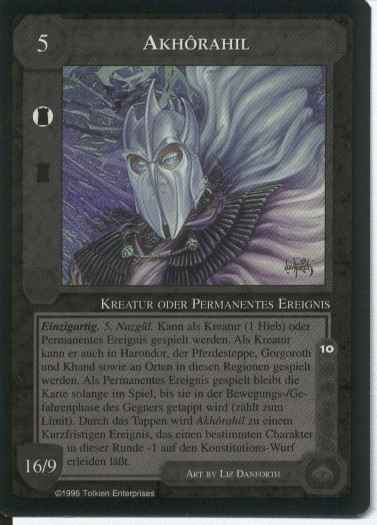 5
AKHÔRAHIL
KREATUR ODER PERMANENTES EREIGNIS
Einzigartig. 5. Nazgûl. Kann als Kreatur (1 Hieb) oder
Permanentes Ereignis gespielt werden. Als Kreatur
kann er auch in Harondor, der Pferdesteppe, Gorgoroth
und Khand sowie an Orten in diesen Regionen gespielt
werden. Als Permanentes Ereignis gespielt bleibt die
Karte solange im Spiel, bis sie in der Bewegungs-/Ge-
fahrenphase des Gegners getappt wird (zählt zum
Limit). Durch das Tappen wird Akhôrahil zu einem
Kurzfristigen Ereignis, das einen bestimmten Charakter
in dieser Runde -1 auf den Konstitutions-Wurf
erleiden läßt.
10
16/9
ART BY LIZ DANFORTH
©1995 Tolkien Enterprises